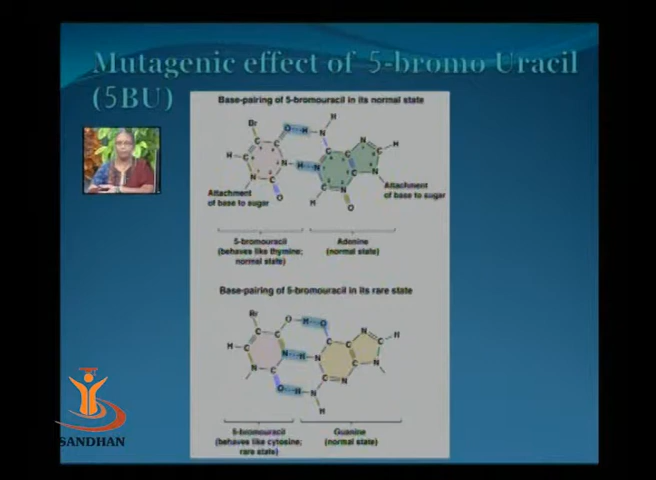 Mutagenic effect of 5-bromo Uracil
(5BU)
Base-pairing of 5-bromouracil in its normal state
Br
O
H
N
H
C
C
C
C
N
C
H
H
C
N
H
N
C
C
N
C
C
N
N
Attachment
of base to sugar
O
H
O
Attachment
of base to sugar
5-bromouracil
(behaves like thymine;
normal state)
Adenine
(normal state)
Base-pairing of 5-bromouracil in its rare state
Br
O
H
O
C
C
C
C
N
C
H
H
C
N
H
N
C
N
C
C
N
O
H
N
H
5-bromouracil
(behaves like cytosine;
rare state)
Guanine
(normal state)
SANDHAN